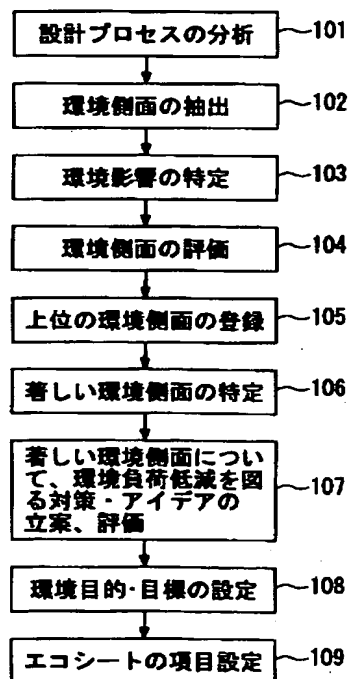 設計プロセスの分析 101
環境側面の抽出 102
環境影響の特定 103
環境側面の評価 104
上位の環境側面の登録 105
著しい環境側面の特定 106
著しい環境側面につい
て、環境負荷低減を図
る対策・アイデアの
立案、評価 107
環境目的・目標の設定 108
エコシートの項目設定 109